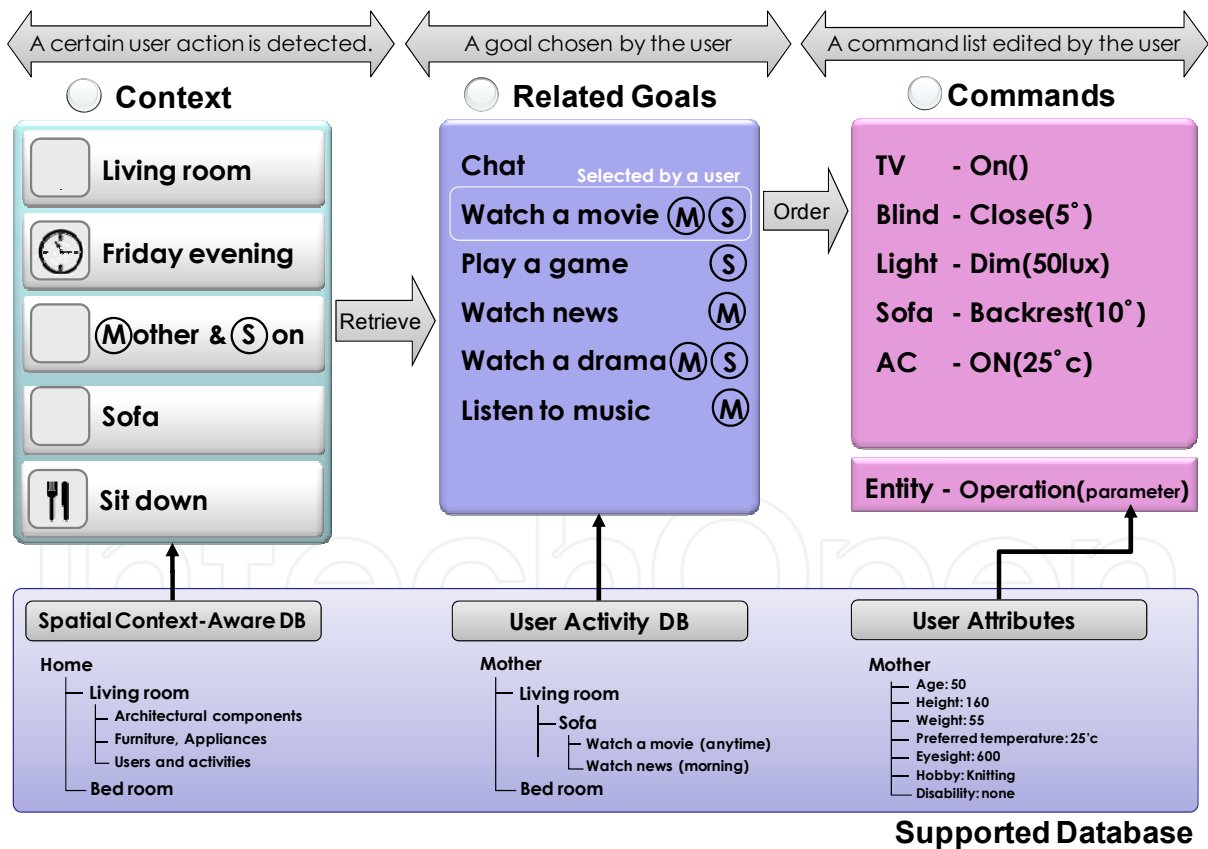 A certain user action is detected.
A goal chosen by the user
A command list edited by the user
Context
Related Goals
Commands
Living room
Friday evening
Mother & Son
Sofa
Sit down
Retrieve
Chat
Selected by a user
Watch a movie M S
Play a game S
Watch news M
Watch a drama M S
Listen to music M
Order
TV - On()
Blind - Close(5°)
Light - Dim(50lux)
Sofa - Backrest(10°)
AC - ON(25°c)
Entity - Operation(parameter)
IntechOpen
Spatial Context-Aware DB
Home
Living room
Architectural components
Furniture, Appliances
Users and activities
Bed room
User Activity DB
Mother
Living room
Sofa
Watch a movie (anytime)
Watch news (morning)
Bed room
User Attributes
Mother
Age: 50
Height: 160
Weight: 55
Preferred temperature: 25'c
Eyesight: 600
Hobby: Knitting
Disability: none
Supported Database